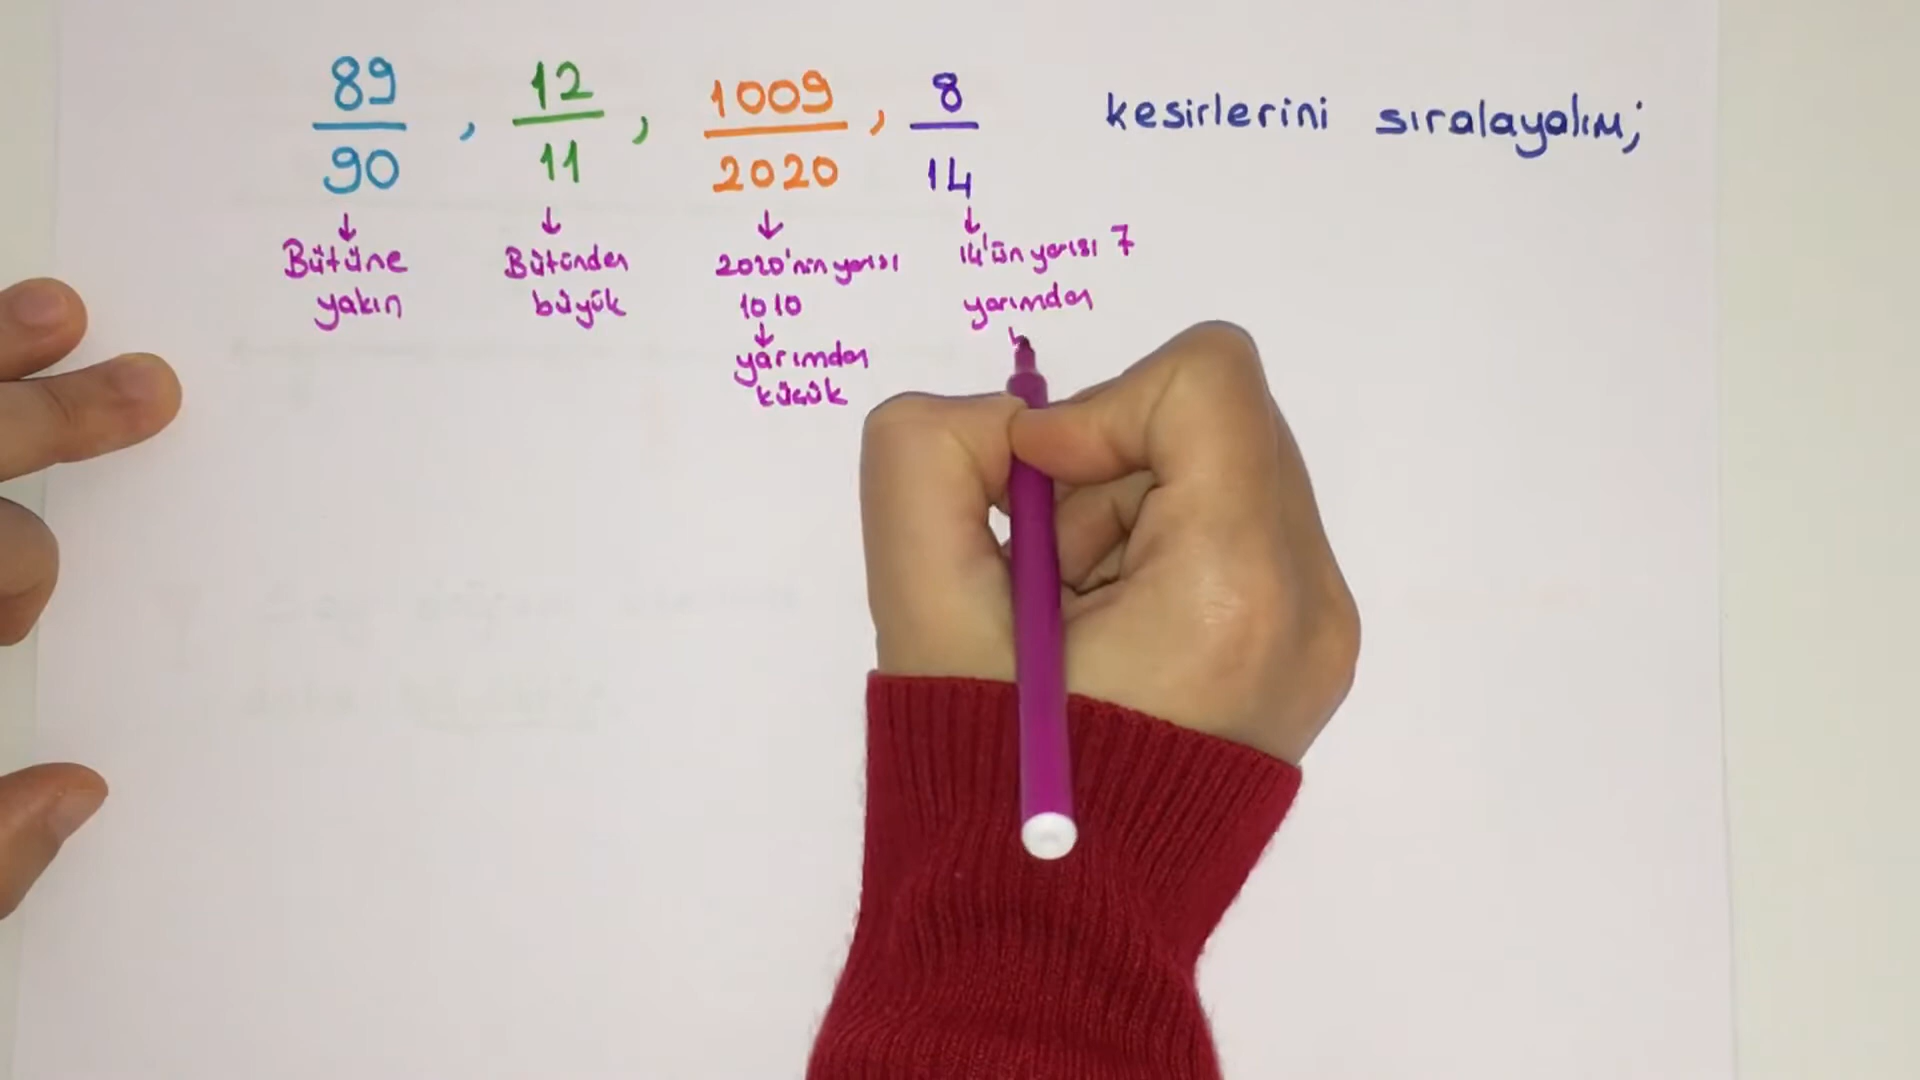 89/90 , 12/11 , 1009/2020 , 8/14 kesirlerini sıralayalım;
↓ ↓ ↓ ↓
Bütüne yakın
Bütünden büyük
2020'nin yarısı
1010
↓
yarımdan
küçük
14'ün yarısı 7
yarımdan